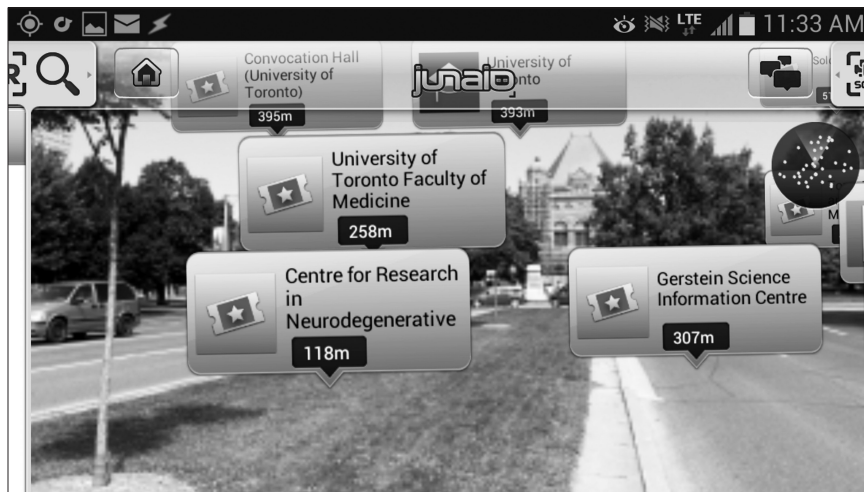 LTE
11:33 AM
Convocation Hall
(University of
Toronto)
395m
junaio
University of
393m
University of
Toronto Faculty of
Medicine
258m
Centre for Research
in
Neurodegenerative
118m
Gerstein Science
Information Centre
307m